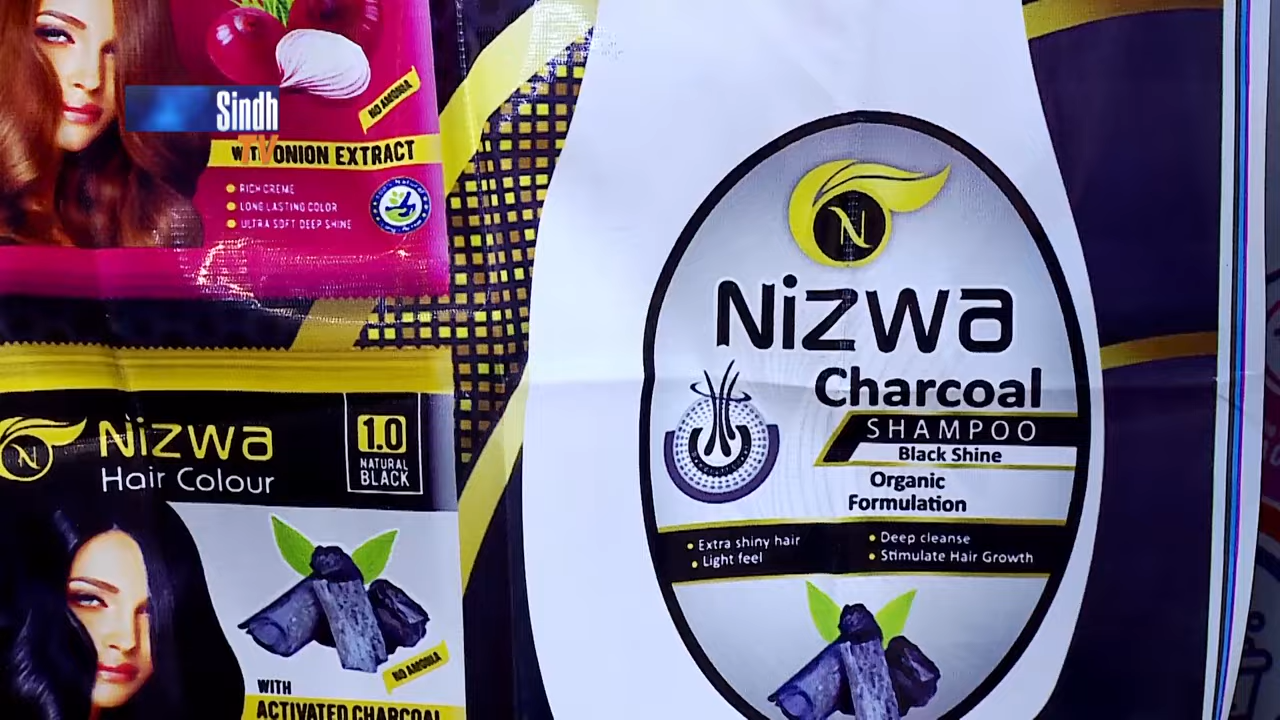 Sindh
TV
NO AMONIA
WITH ONION EXTRACT
RICH CREME
LONG LASTING COLOR
ULTRA SOFT DEEP SHINE
N
Nizwa
Hair Colour
1.0
NATURAL
BLACK
NO AMONIA
WITH
ACTIVATED CHARCOAL
N
Nizwa
Charcoal
SHAMPOO
Black Shine
Organic
Formulation
Extra shiny hair
Light feel
Deep cleanse
Stimulate Hair Growth